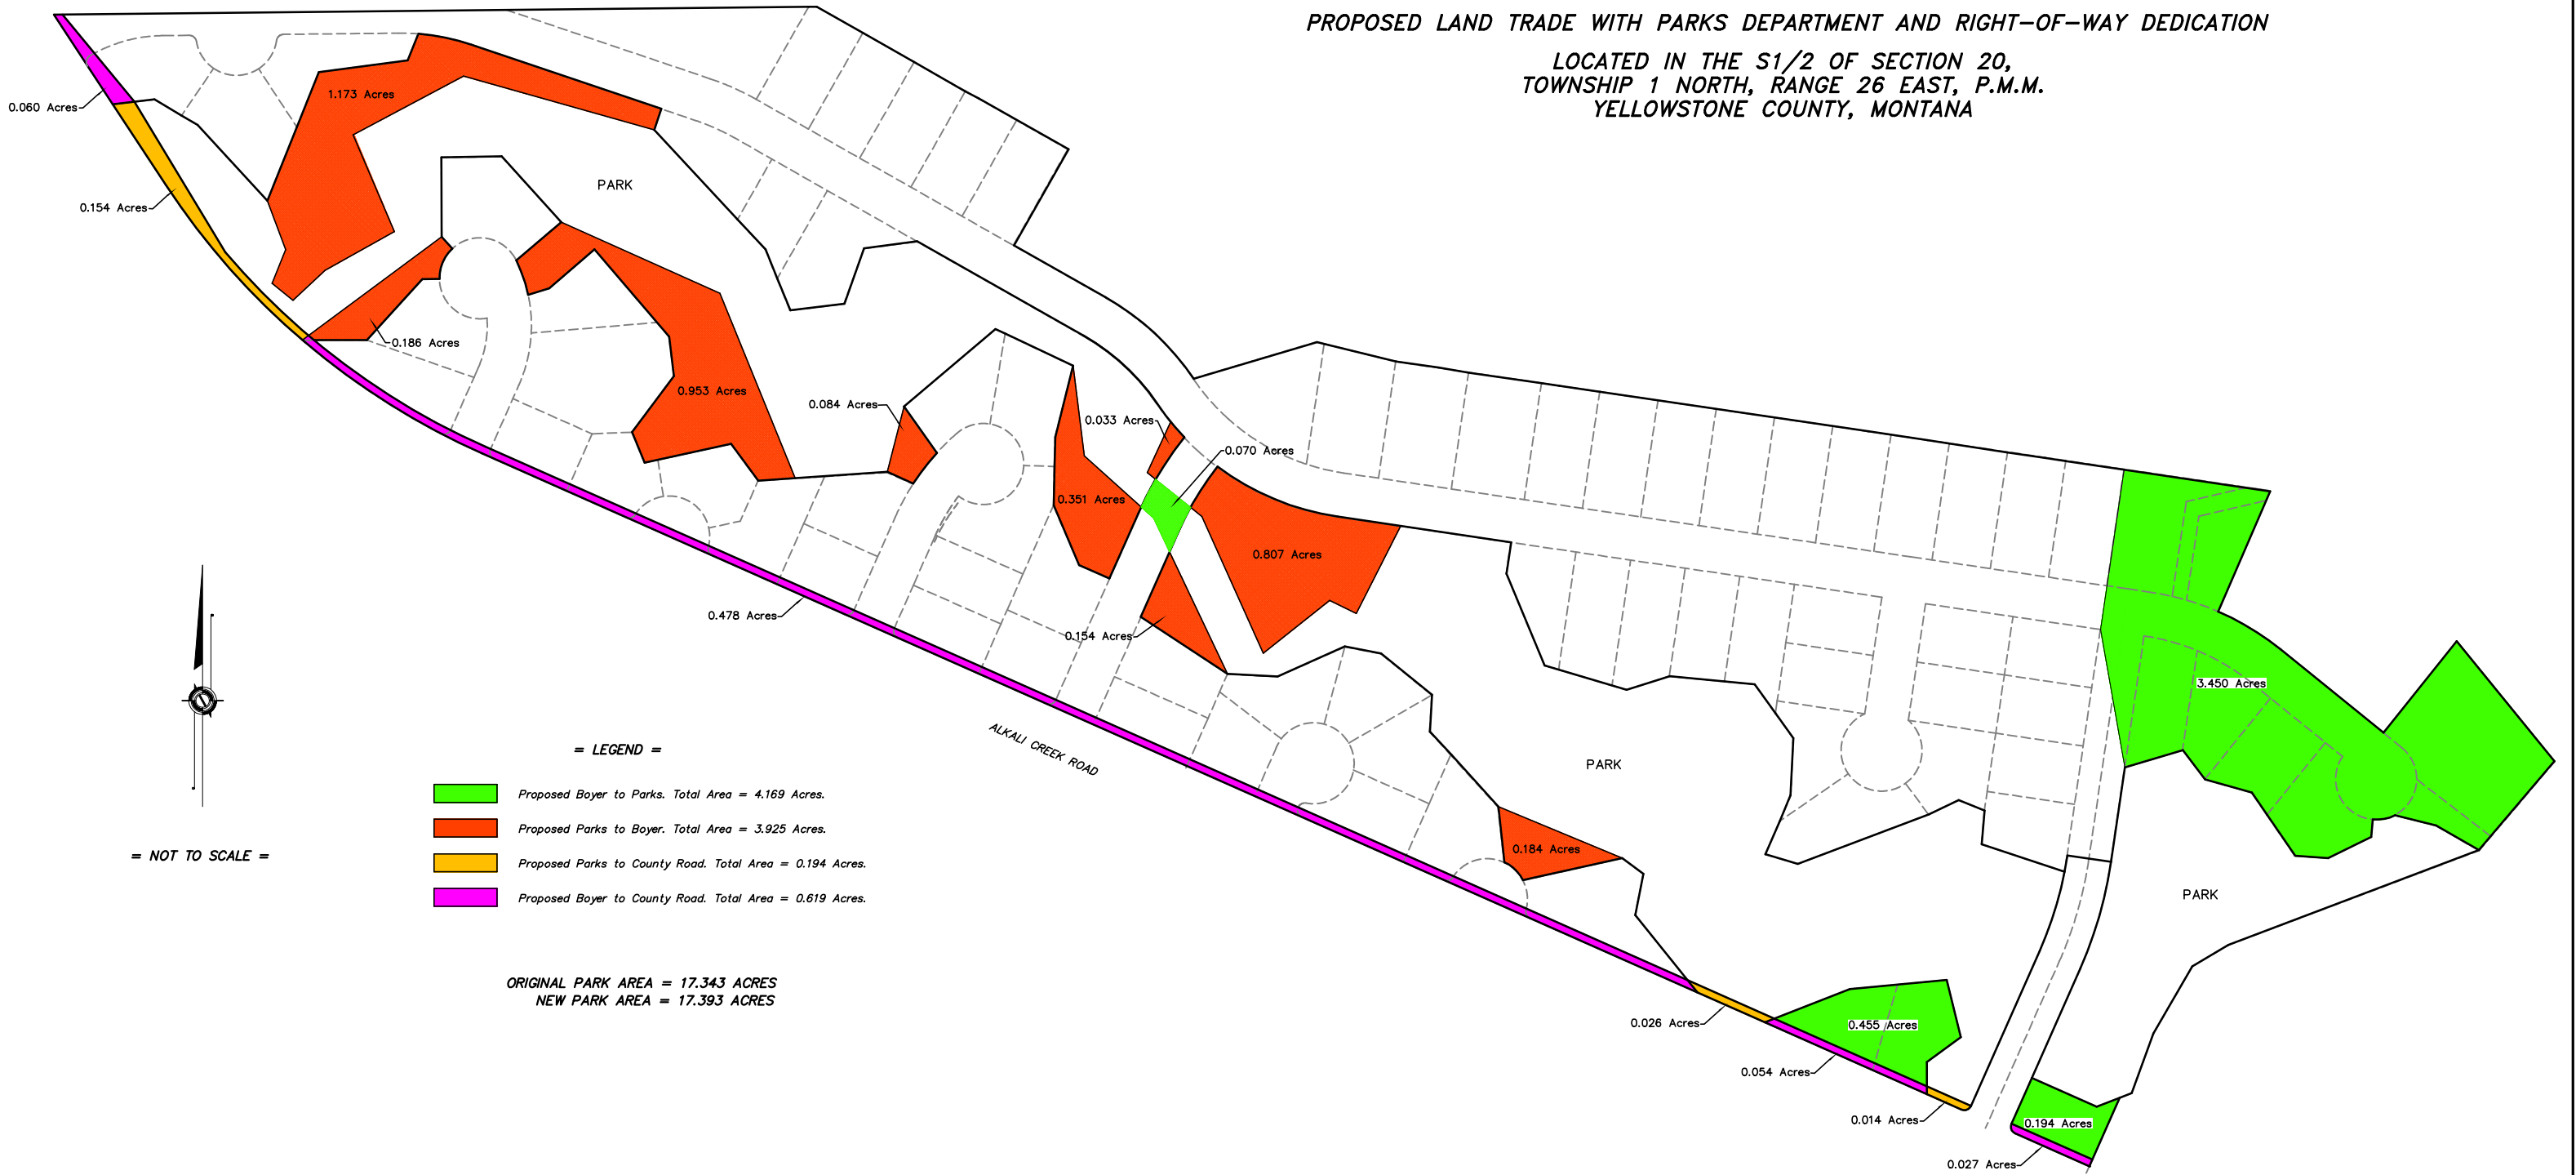 PROPOSED LAND TRADE WITH PARKS DEPARTMENT AND RIGHT-OF-WAY DEDICATION
LOCATED IN THE S1/2 OF SECTION 20,
TOWNSHIP 1 NORTH, RANGE 26 EAST, P.M.M.
YELLOWSTONE COUNTY, MONTANA
0.060 Acres
1.173 Acres
0.154 Acres
PARK
0.186 Acres
0.953 Acres
0.084 Acres
0.033 Acres
0.070 Acres
0.351 Acres
0.807 Acres
0.478 Acres
0.154 Acres
3.450 Acres
ALKALI CREEK ROAD
PARK
0.184 Acres
PARK
0.026 Acres
0.455 Acres
0.054 Acres
0.014 Acres
0.194 Acres
0.027 Acres
= NOT TO SCALE =
= LEGEND =
Proposed Boyer to Parks. Total Area = 4.169 Acres.
Proposed Parks to Boyer. Total Area = 3.925 Acres.
Proposed Parks to County Road. Total Area = 0.194 Acres.
Proposed Boyer to County Road. Total Area = 0.619 Acres.
ORIGINAL PARK AREA = 17.343 ACRES
NEW PARK AREA = 17.393 ACRES